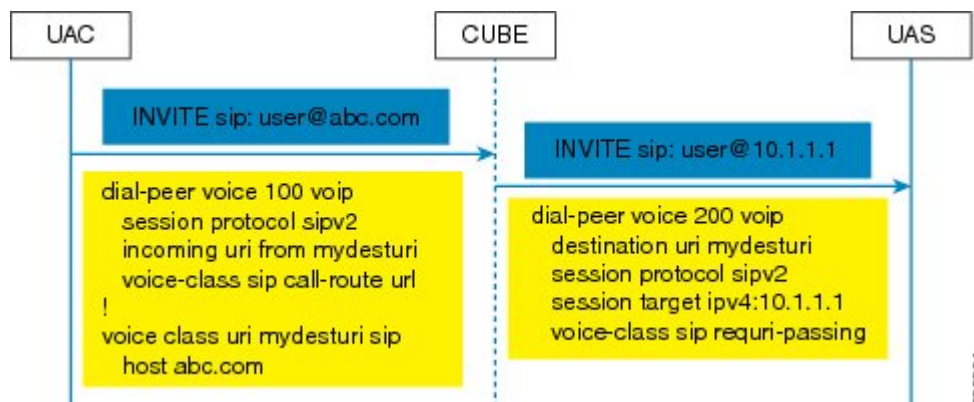 UAC
CUBE
UAS
INVITE sip: user@abc.com
INVITE sip: user@10.1.1.1
dial-peer voice 100 voip
session protocol sipv2
incoming uri from mydesturi
voice-class sip call-route url
!
voice class uri mydesturi sip
host abc.com
dial-peer voice 200 voip
destination uri mydesturi
session protocol sipv2
session target ipv4:10.1.1.1
voice-class sip requri-passing